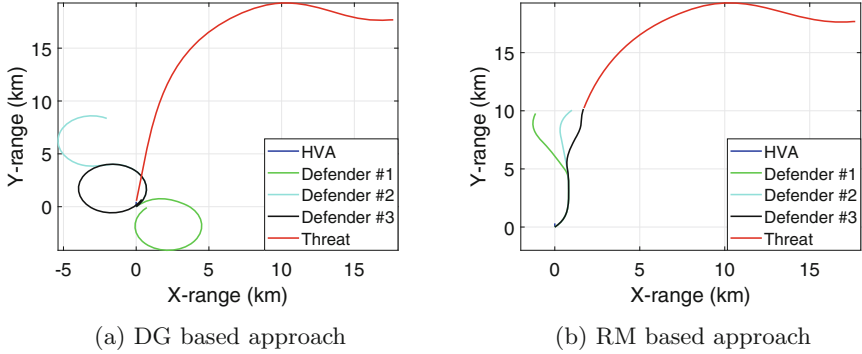 Y-range (km)
15
10
5
0
-5
0
5
10
15
X-range (km)
HVA
Defender #1
Defender #2
Defender #3
Threat
(a) DG based approach
Y-range (km)
15
10
5
0
0
5
10
15
X-range (km)
HVA
Defender #1
Defender #2
Defender #3
Threat
(b) RM based approach